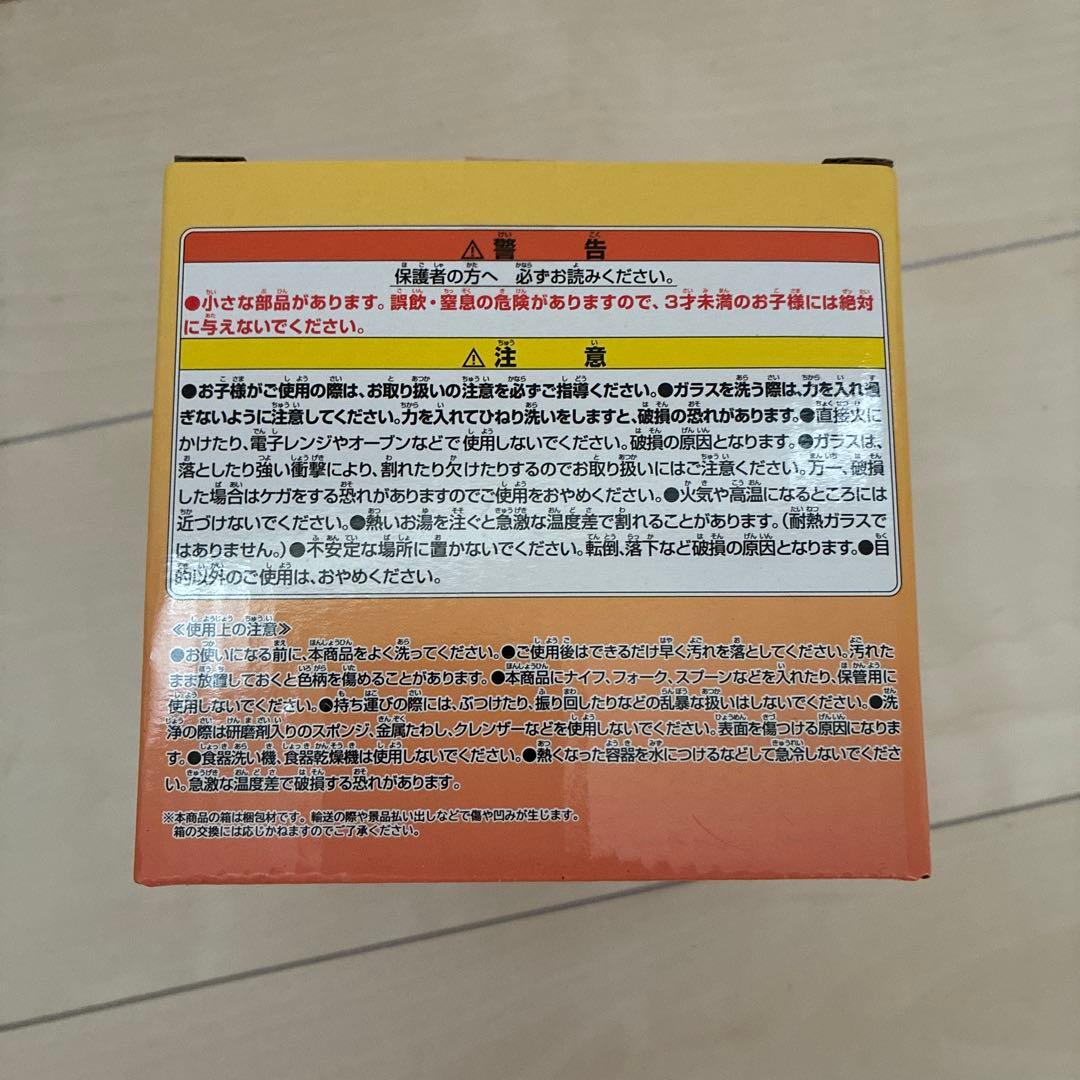 ⚠警告
保護者の方へ 必ずお読みください。
●小さな部品があります。誤飲・窒息の危険がありますので、3才未満のお子様には絶対
に与えないでください。
⚠注意
●お子様がご使用の際は、お取り扱いの注意を必ずご指導ください。●ガラスを洗う際は、力を入れ過
ぎないように注意してください。力を入れてひねり洗いをしますと、破損の恐れがあります。●直接火に
かけたり、電子レンジやオーブンなどで使用しないでください。破損の原因となります。●ガラスは、
落としたり強い衝撃により、割れたり欠けたりするのでお取り扱いにはご注意ください。万一、破損
した場合はケガをする恐れがありますのでご使用をおやめください。●火気や高温になるところには
近づけないでください。●熱いお湯を注ぐと急激な温度差で割れることがあります。(耐熱ガラスで
はありません。)●不安定な場所に置かないでください。転倒、落下など破損の原因となります。●目
的以外のご使用は、おやめください。
≪使用上の注意≫
●お使いになる前に、本商品をよく洗ってください。●ご使用後はできるだけ早く汚れを落としてください。汚れた
まま放置しておくと色柄を傷めることがあります。●本商品にナイフ、フォーク、スプーンなどを入れたり、保管用に
使用しないでください。●持ち運びの際には、ぶつけたり、振り回したりなどの乱暴な扱いはしないでください。●洗
浄の際は研磨剤入りのスポンジ、金属たわし、クレンザーなどを使用しないでください。表面を傷つける原因になりま
す。●食器洗い機、食器乾燥機は使用しないでください。●熱くなった容器を水につけるなどして急冷しないでくださ
い。急激な温度差で破損する恐れがあります。
※本商品の箱は梱包材です。輸送の際や景品払い出しなどで傷や凹みが生じます。
箱の交換には応じかねますのでご了承ください。